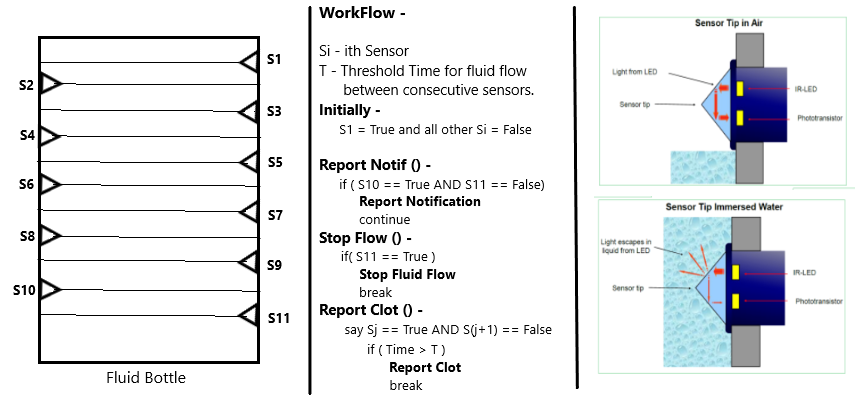 S1
S2
S3
S4
S5
S6
S7
S8
S9
S10
S11
Fluid Bottle
WorkFlow -
Si - ith Sensor
T - Threshold Time for fluid flow
between consecutive sensors.
Initially -
S1 = True and all other Si = False
Report Notif () -
if ( S10 == True AND S11 == False)
Report Notification
continue
Stop Flow () -
if( S11 == True )
Stop Fluid Flow
break
Report Clot () -
say Sj == True AND S(j+1) == False
if ( Time > T )
Report Clot
break
Sensor Tip in Air
Light from LED
Sensor tip
IR-LED
Phototransistor
Sensor Tip Immersed Water
Light escapes in
liquid from LED
Sensor tip
IR-LED
Phototransistor